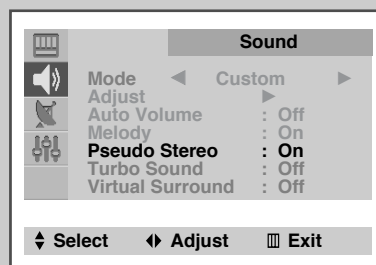 Sound
Mode ◀ Custom ▶
Adjust ▶
Auto Volume : Off
Melody : On
Pseudo Stereo : On
Turbo Sound : Off
Virtual Surround : Off
Select Adjust Exit